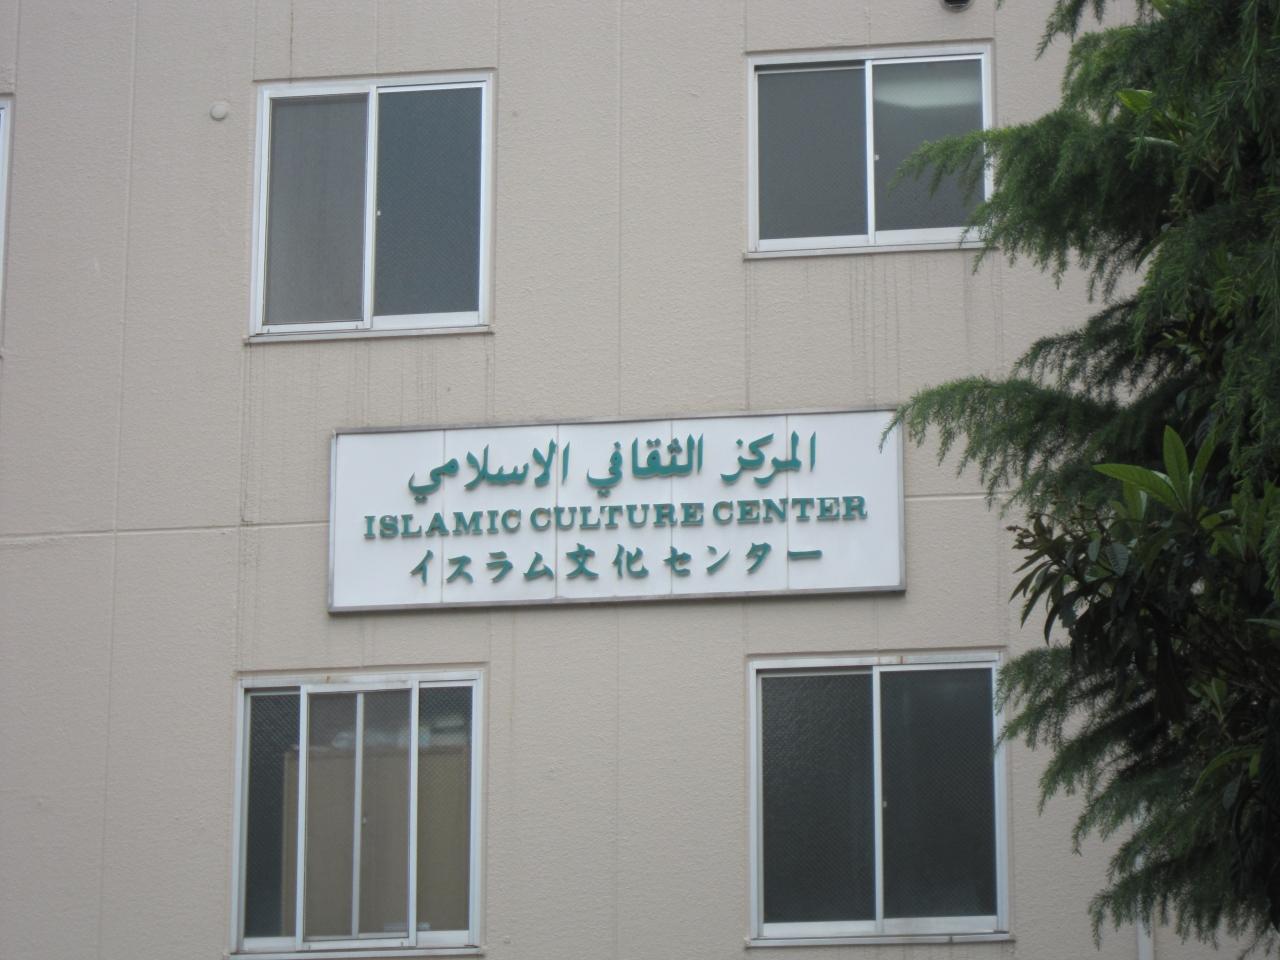 المركز الثقافي الاسلامي
ISLAMIC CULTURE CENTER
イスラム文化センター